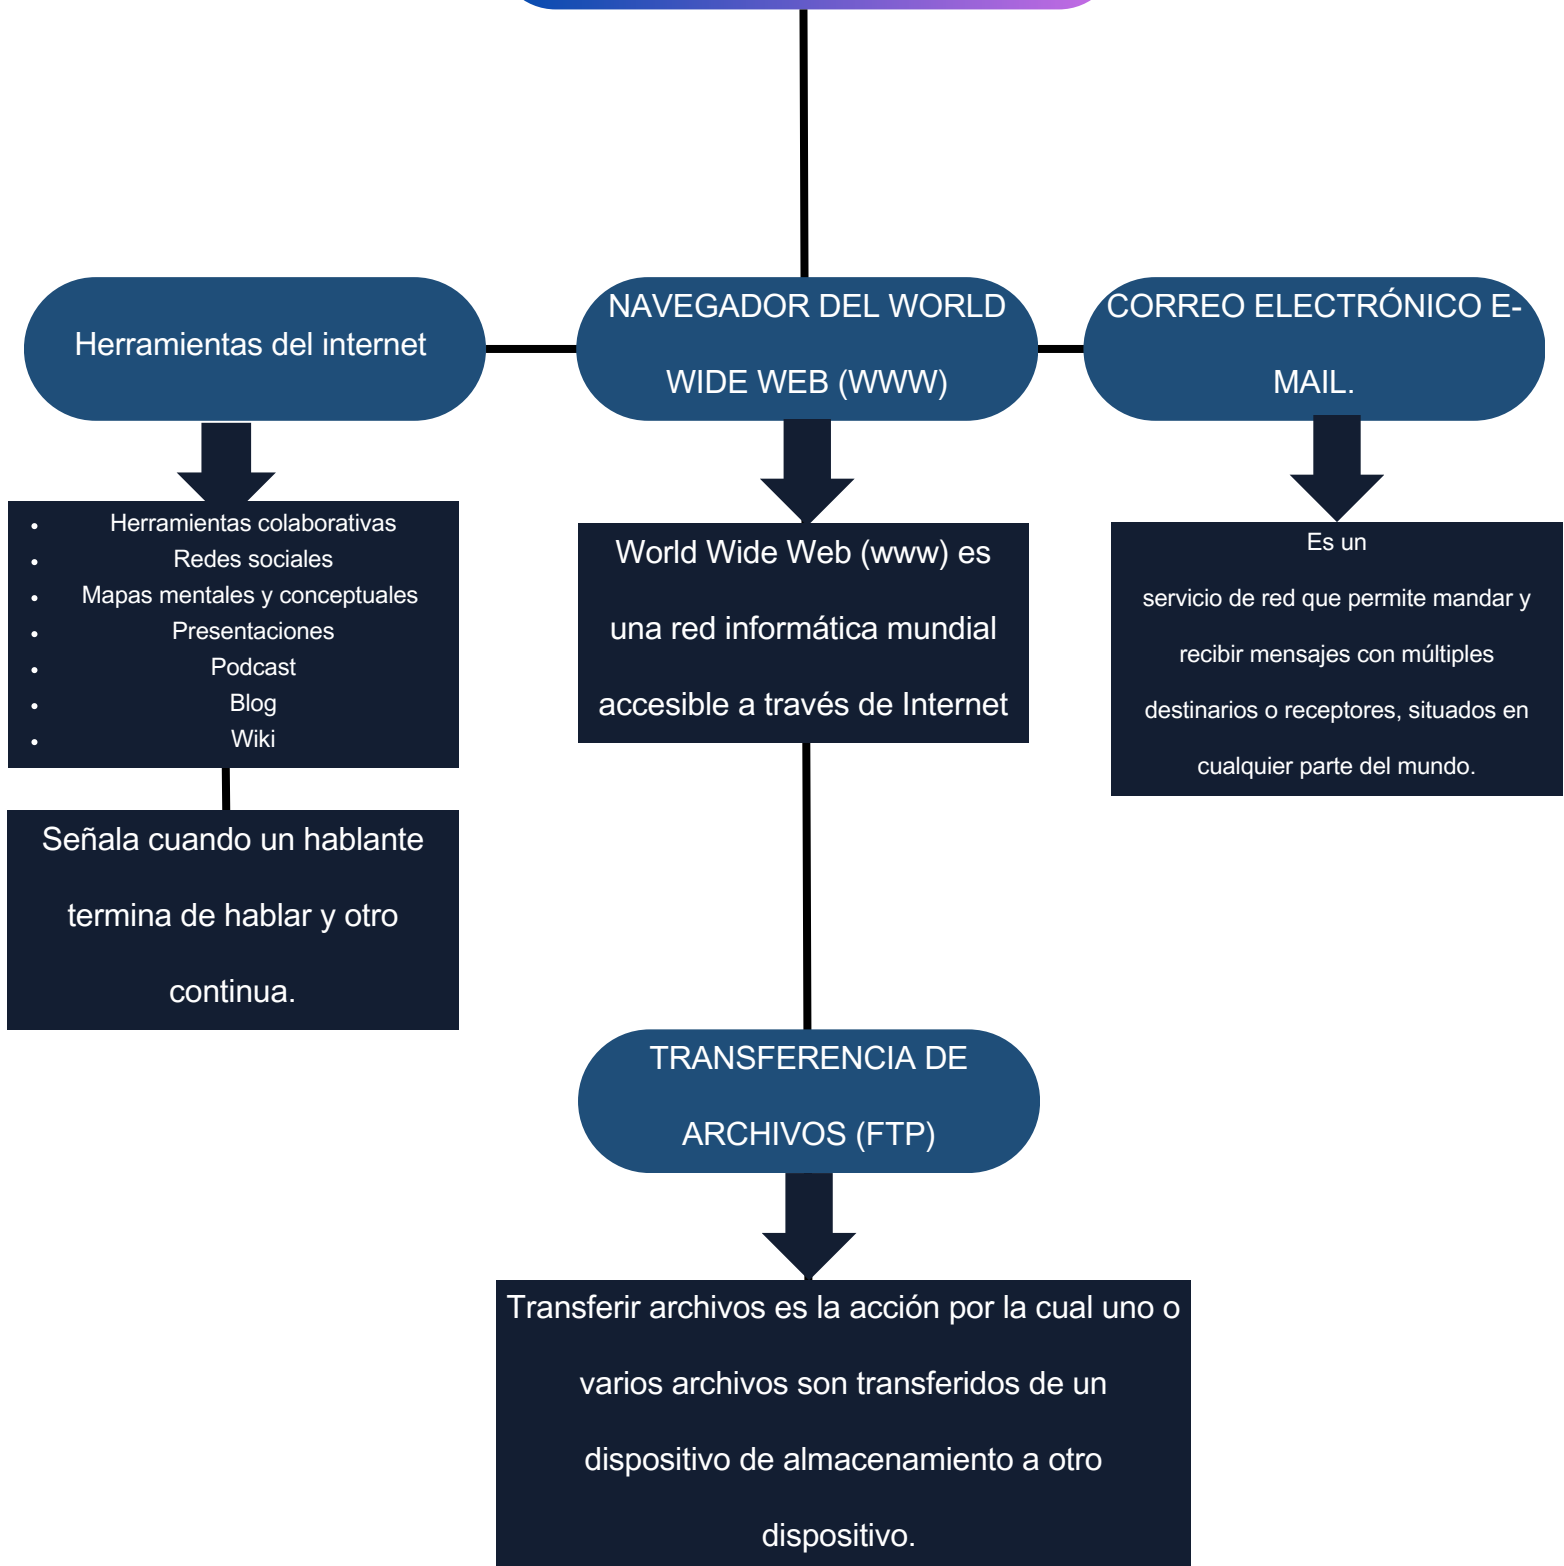 Herramientas del internet
NAVEGADOR DEL WORLD
WIDE WEB (WWW)
CORREO ELECTRÓNICO E-
MAIL.
• Herramientas colaborativas
• Redes sociales
• Mapas mentales y conceptuales
• Presentaciones
• Podcast
• Blog
• Wiki
Señala cuando un hablante
termina de hablar y otro
continua.
World Wide Web (www) es
una red informática mundial
accesible a través de Internet
Es un
servicio de red que permite mandar y
recibir mensajes con múltiples
destinarios o receptores, situados en
cualquier parte del mundo.
TRANSFERENCIA DE
ARCHIVOS (FTP)
Transferir archivos es la acción por la cual uno o
varios archivos son transferidos de un
dispositivo de almacenamiento a otro
dispositivo.